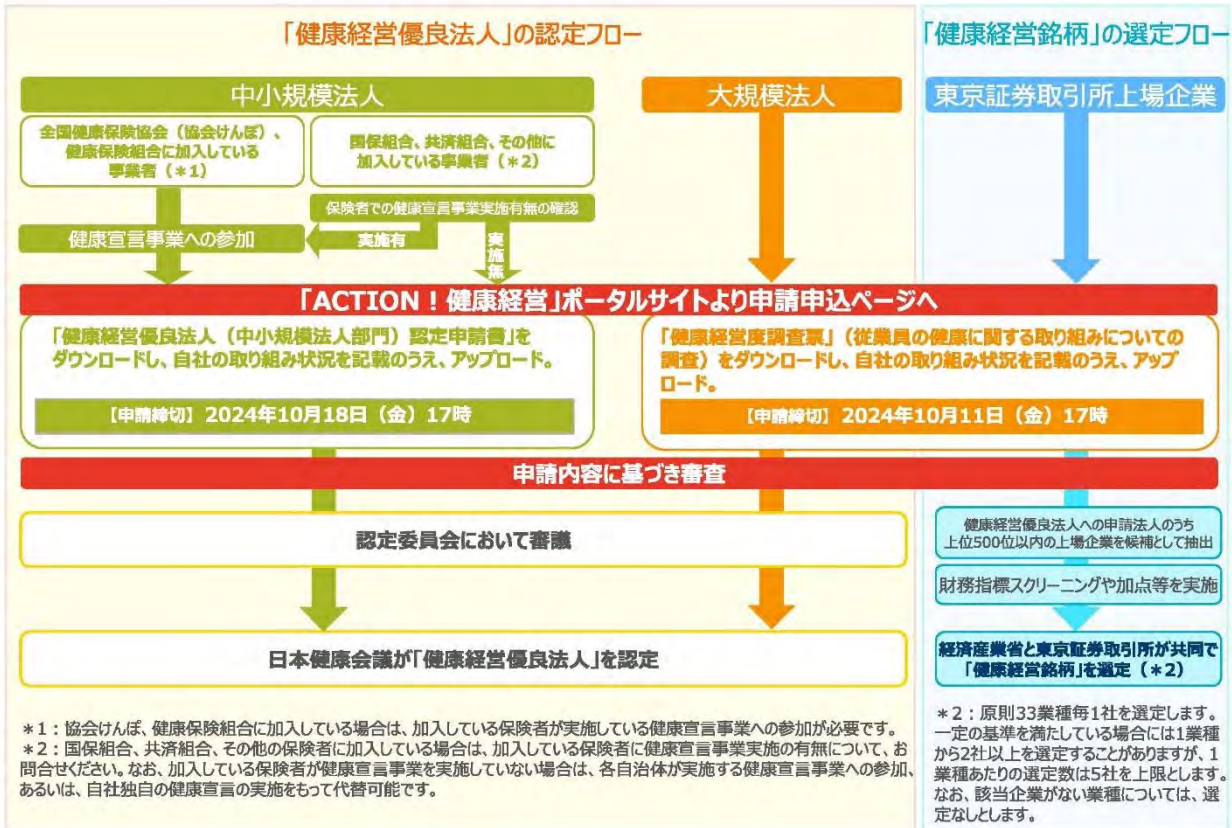 「健康経営優良法人」の認定フロー
「健康経営銘柄」の選定フロー
中小規模法人
大規模法人
東京証券取引所上場企業
全国健康保険協会（協会けんぽ）、
健康保険組合に加入している
事業者（＊1）
国保組合、共済組合、その他に
加入している事業者（＊2）
保険者での健康宣言事業実施有無の確認
健康宣言事業への参加
実施有
実施無
「ACTION！健康経営」ポータルサイトより申請申込ページへ
「健康経営優良法人（中小規模法人部門）認定申請書」を
ダウンロードし、自社の取り組み状況を記載のうえ、アップロード。
【申請締切】2024年10月18日（金）17時
「健康経営度調査票」（従業員の健康に関する取り組みについての
調査）をダウンロードし、自社の取り組み状況を記載のうえ、アップ
ロード。
【申請締切】2024年10月11日（金）17時
申請内容に基づき審査
認定委員会において審議
健康経営優良法人への申請法人のうち
上位500位以内の上場企業を候補として抽出
財務指標スクリーニングや加点等を実施
日本健康会議が「健康経営優良法人」を認定
経済産業省と東京証券取引所が共同で
「健康経営銘柄」を選定（＊2）
＊1：協会けんぽ、健康保険組合に加入している場合は、加入している保険者が実施している健康宣言事業への参加が必要です。
＊2：国保組合、共済組合、その他の保険者に加入している場合は、加入している保険者に健康宣言事業実施の有無について、お
問合せください。なお、加入している保険者が健康宣言事業を実施していない場合は、各自治体が実施する健康宣言事業への参加、
あるいは、自社独自の健康宣言の実施をもって代替可能です。
＊2：原則33業種毎1社を選定します。
一定の基準を満たしている場合には1業種
から2社以上を選定することがありますが、1
業種あたりの選定数は5社を上限とします。
なお、該当企業がない業種については、選
定なしとします。